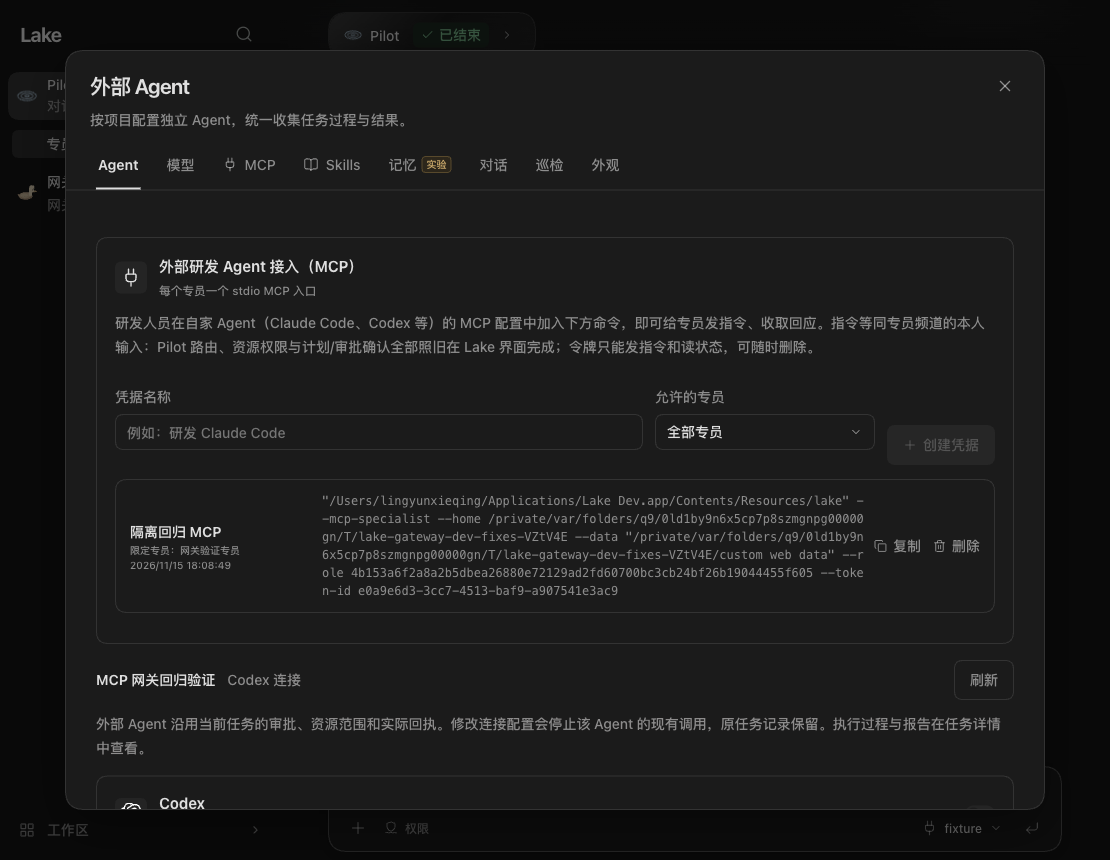 Lake
Pilot
已结束
外部 Agent
按项目配置独立 Agent，统一收集任务过程与结果。
Agent
模型
MCP
Skills
记忆 实验
对话
巡检
外观
外部研发 Agent 接入（MCP）
每个专员一个 stdio MCP 入口
研发人员在自家 Agent（Claude Code、Codex 等）的 MCP 配置中加入下方命令，即可给专员发指令、收取回应。指令等同专员频道的本人
输入：Pilot 路由、资源权限与计划/审批确认全部照旧在 Lake 界面完成；令牌只能发指令和读状态，可随时删除。
凭据名称
允许的专员
例如：研发 Claude Code
全部专员
创建凭据
隔离回归 MCP
限定专员：网关验证专员
2026/11/15 18:08:49
"/Users/lingyunxieqing/Applications/Lake Dev.app/Contents/Resources/lake" -
-mcp-specialist --home /private/var/folders/q9/0ld1by9n6x5cp7p8szmgnpg00000
gn/T/lake-gateway-dev-fixes-VZtV4E --data "/private/var/folders/q9/0ld1by9n
6x5cp7p8szmgnpg00000gn/T/lake-gateway-dev-fixes-VZtV4E/custom web data" --r
ole 4b153a6f2a8a2b5dbea26880e72129ad2fd60700bc3cb24bf26b19044455f605 --toke
n-id e0a9e6d3-3cc7-4513-baf9-a907541e3ac9
复制
删除
MCP 网关回归验证
Codex 连接
刷新
外部 Agent 沿用当前任务的审批、资源范围和实际回执。修改连接配置会停止该 Agent 的现有调用，原任务记录保留。执行过程与报告在任务详情
中查看。
Codex
工作区
权限
fixture